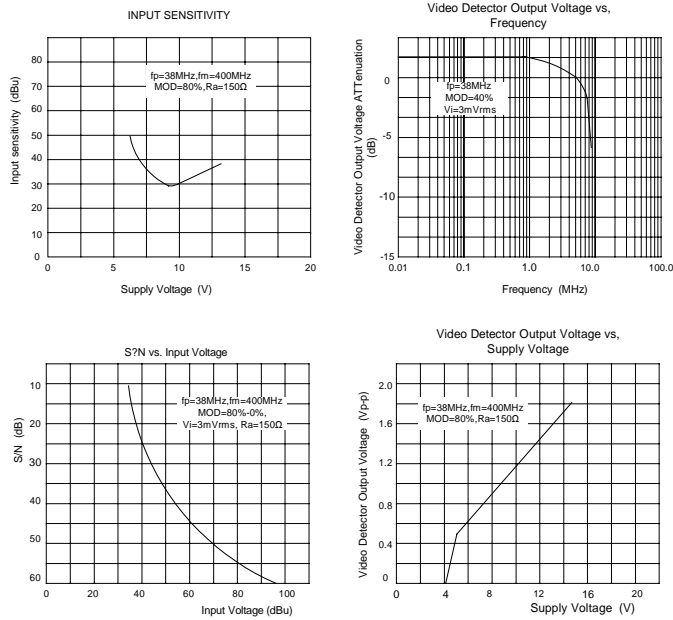 INPUT SENSITIVITY
Input sensitivity (dBu)
80
70
60
50
40
30
20
10
0
fp=38MHz,fm=400MHz
MOD=80%,Ra=150Ω
0 5 10 15 20
Supply Voltage (V)
Video Detector Output Voltage vs,
Frequency
Video Detector Output Voltage ATTenuation
(dB)
0
-5
-10
-15
fp=38MHz
MOD=40%
Vi=3mVrms
0.01 0.1 1.0 10.0 100.0
Frequency (MHz)
S?N vs. Input Voltage
S/N (dB)
10
20
30
40
50
60
fp=38MHz,fm=400MHz
MOD=80%-0%,
Vi=3mVrms, Ra=150Ω
0 20 40 60 80 100
Input Voltage (dBu)
Video Detector Output Voltage vs,
Supply Voltage
Video Detector Output Voltage (Vp-p)
2.0
1.6
1.2
0.8
0.4
0
fp=38MHz,fm=400MHz
MOD=80%,Ra=150Ω
0 4 8 12 16 20
Supply Voltage (V)